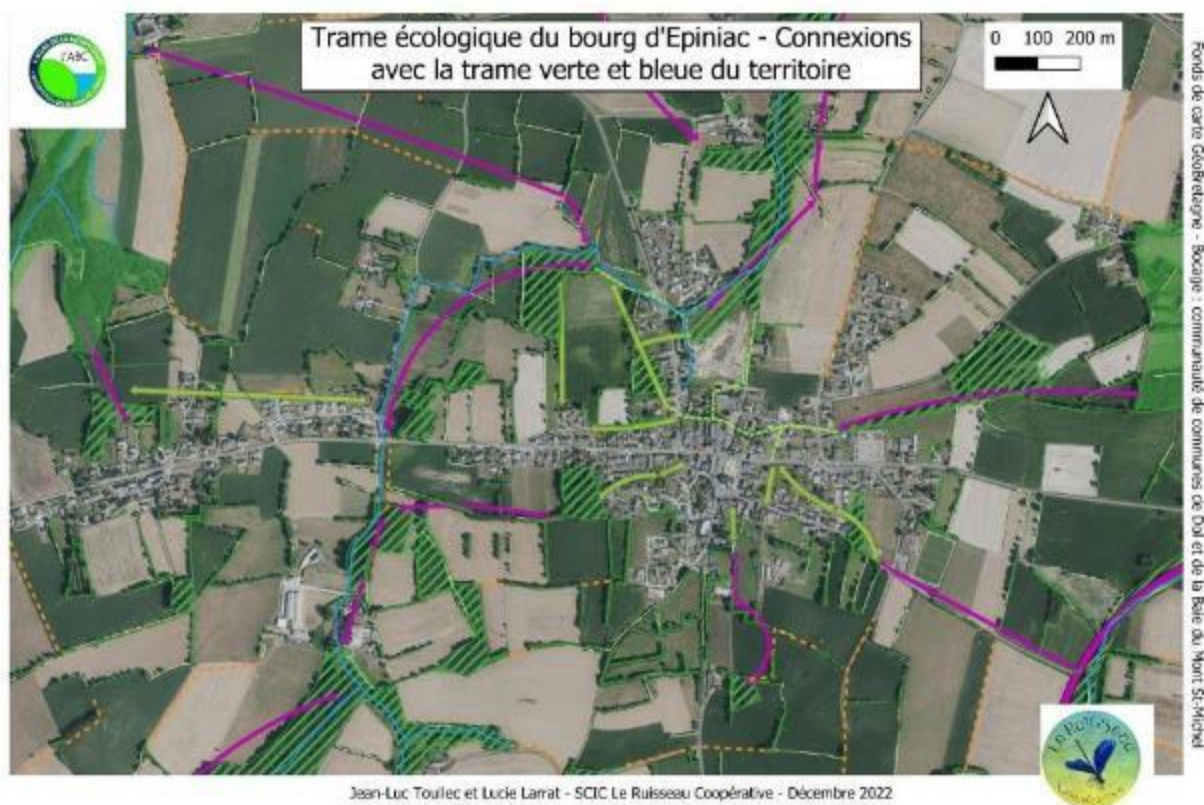 Trame écologique du bourg d'Epiniac - Connexions
avec la trame verte et bleue du territoire
0 100 200 m
l'ABC
Fonds de carte GéoBretagne - Bocage : communauté de communes de Dol et de la Baie du Mont St-Michel
Le Ruisseau
Jean-Luc Toullec et Lucie Larrat - SCIC Le Ruisseau Coopérative - Décembre 2022